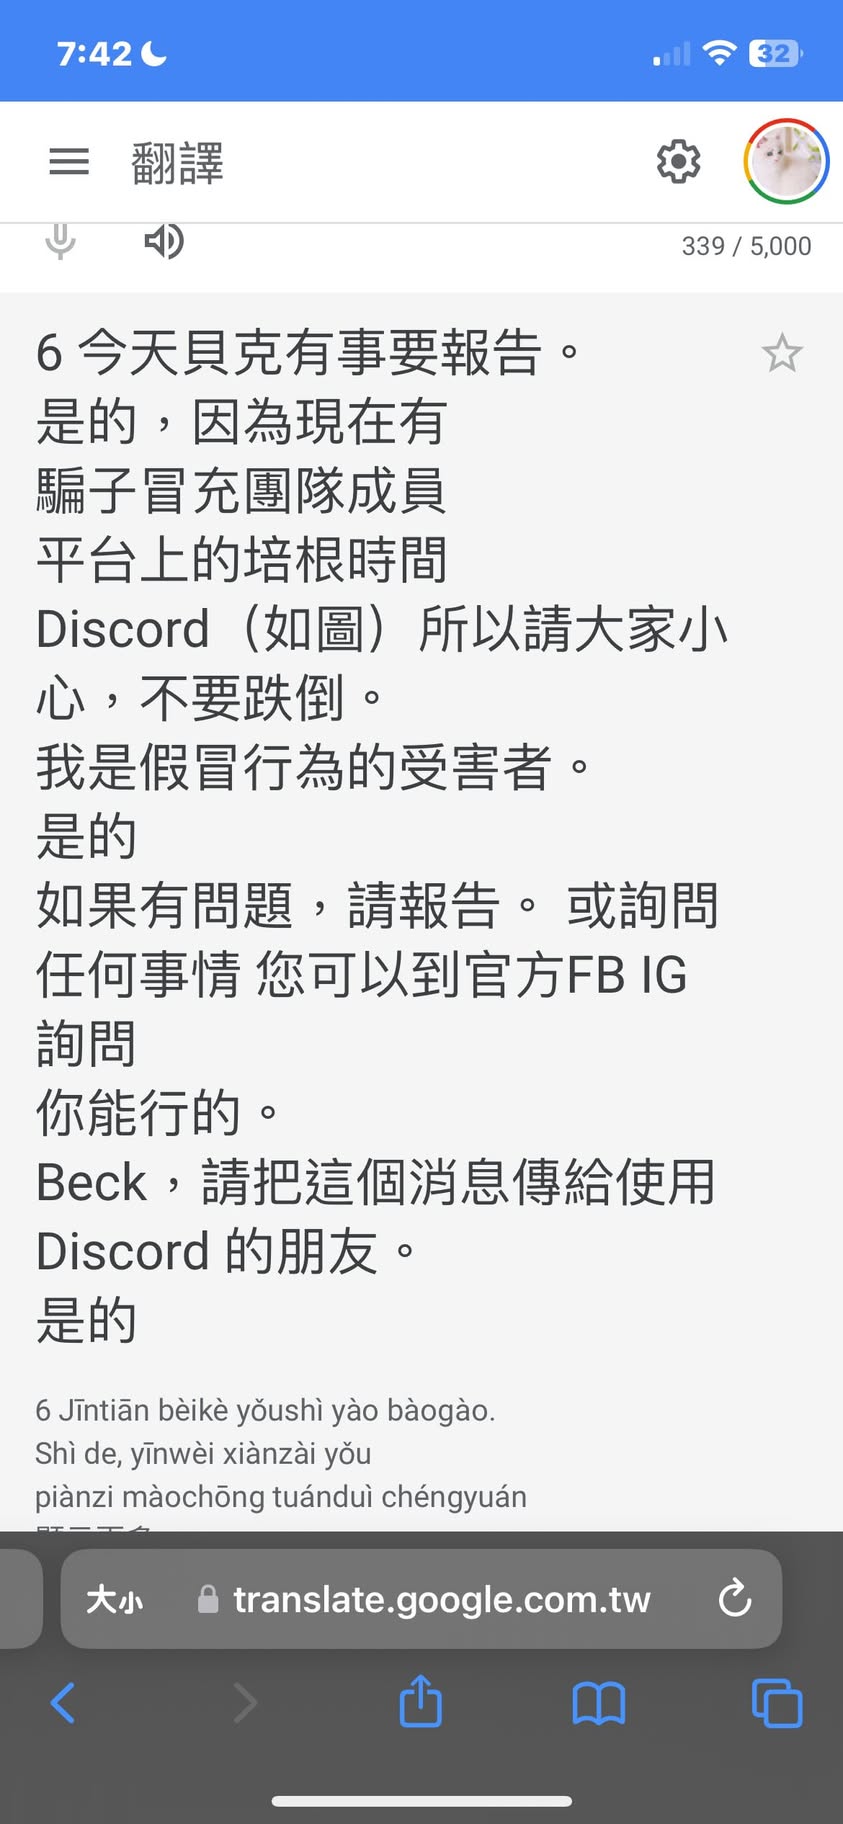 7:42
32
翻譯
339 / 5,000
6 今天貝克有事要報告。
是的，因為現在有
騙子冒充團隊成員
平台上的培根時間
Discord（如圖）所以請大家小
心，不要跌倒。
我是假冒行為的受害者。
是的
如果有問題，請報告。 或詢問
任何事情 您可以到官方FB IG
詢問
你能行的。
Beck，請把這個消息傳給使用
Discord 的朋友。
是的
6 Jīntiān bèikè yǒushì yào bàogào.
Shì de, yīnwèi xiànzài yǒu
piànzi màochōng tuánduì chéngyuán
大小 translate.google.com.tw